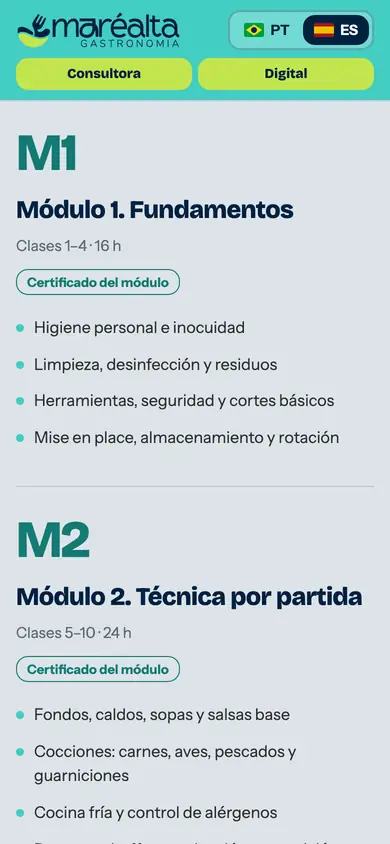 maréalta
GASTRONOMIA
PT
ES
Consultora
Digital
M1
Módulo 1. Fundamentos
Clases 1–4 · 16 h
Certificado del módulo
Higiene personal e inocuidad
Limpieza, desinfección y residuos
Herramientas, seguridad y cortes básicos
Mise en place, almacenamiento y rotación
M2
Módulo 2. Técnica por partida
Clases 5–10 · 24 h
Certificado del módulo
Fondos, caldos, sopas y salsas base
Cocciones: carnes, aves, pescados y
guarniciones
Cocina fría y control de alérgenos